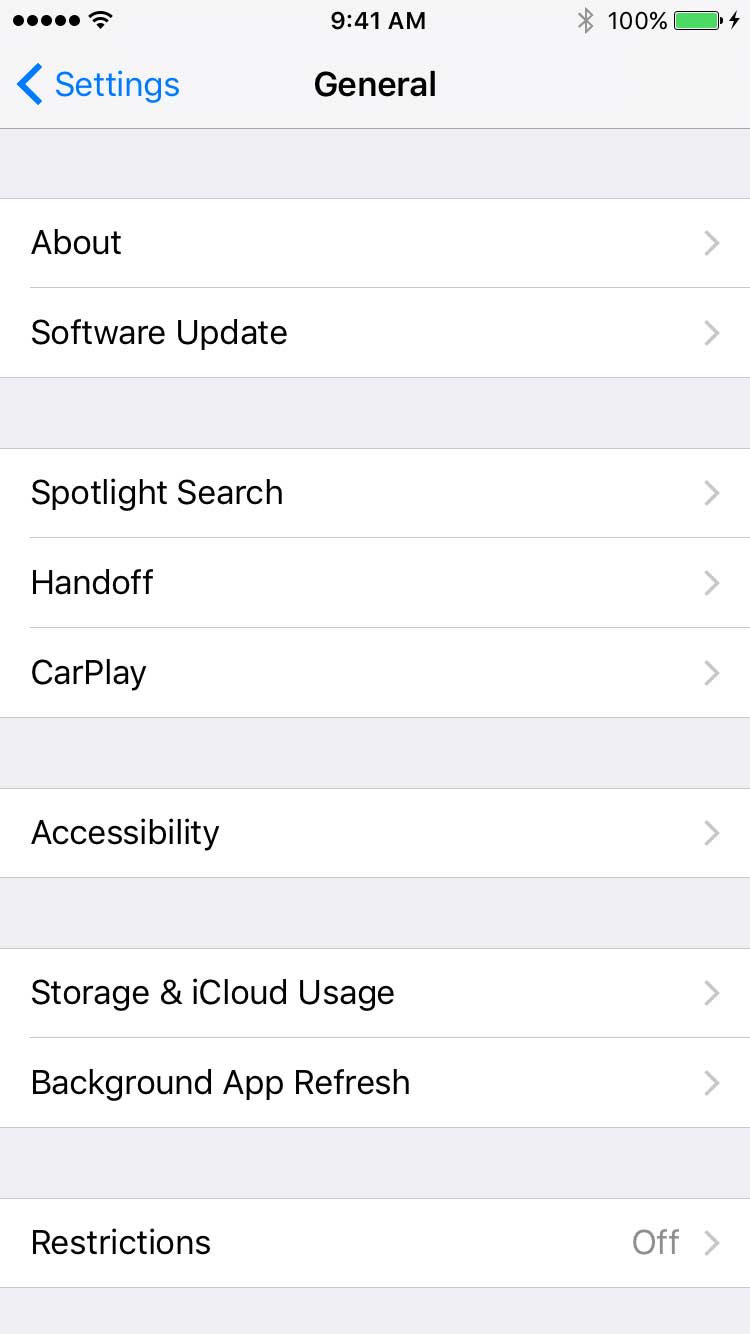 9:41 AM 100%
Settings General
About
Software Update
Spotlight Search
Handoff
CarPlay
Accessibility
Storage & iCloud Usage
Background App Refresh
Restrictions Off